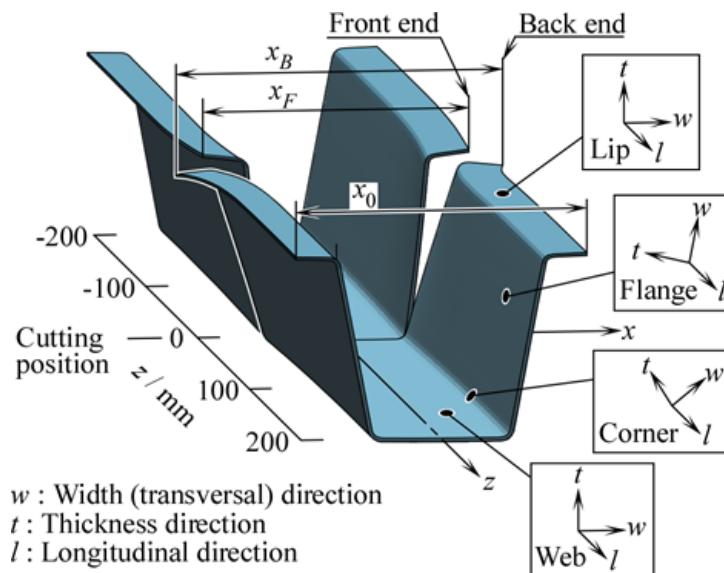 Front end
Back end
x_B
x_F
t
w
l
Lip
x_0
w
t
l
Flange
-200
-100
0
100
200
Cutting
position
z / mm
x
t
w
l
Corner
z
t
w
l
Web
w : Width (transversal) direction
t : Thickness direction
l : Longitudinal direction